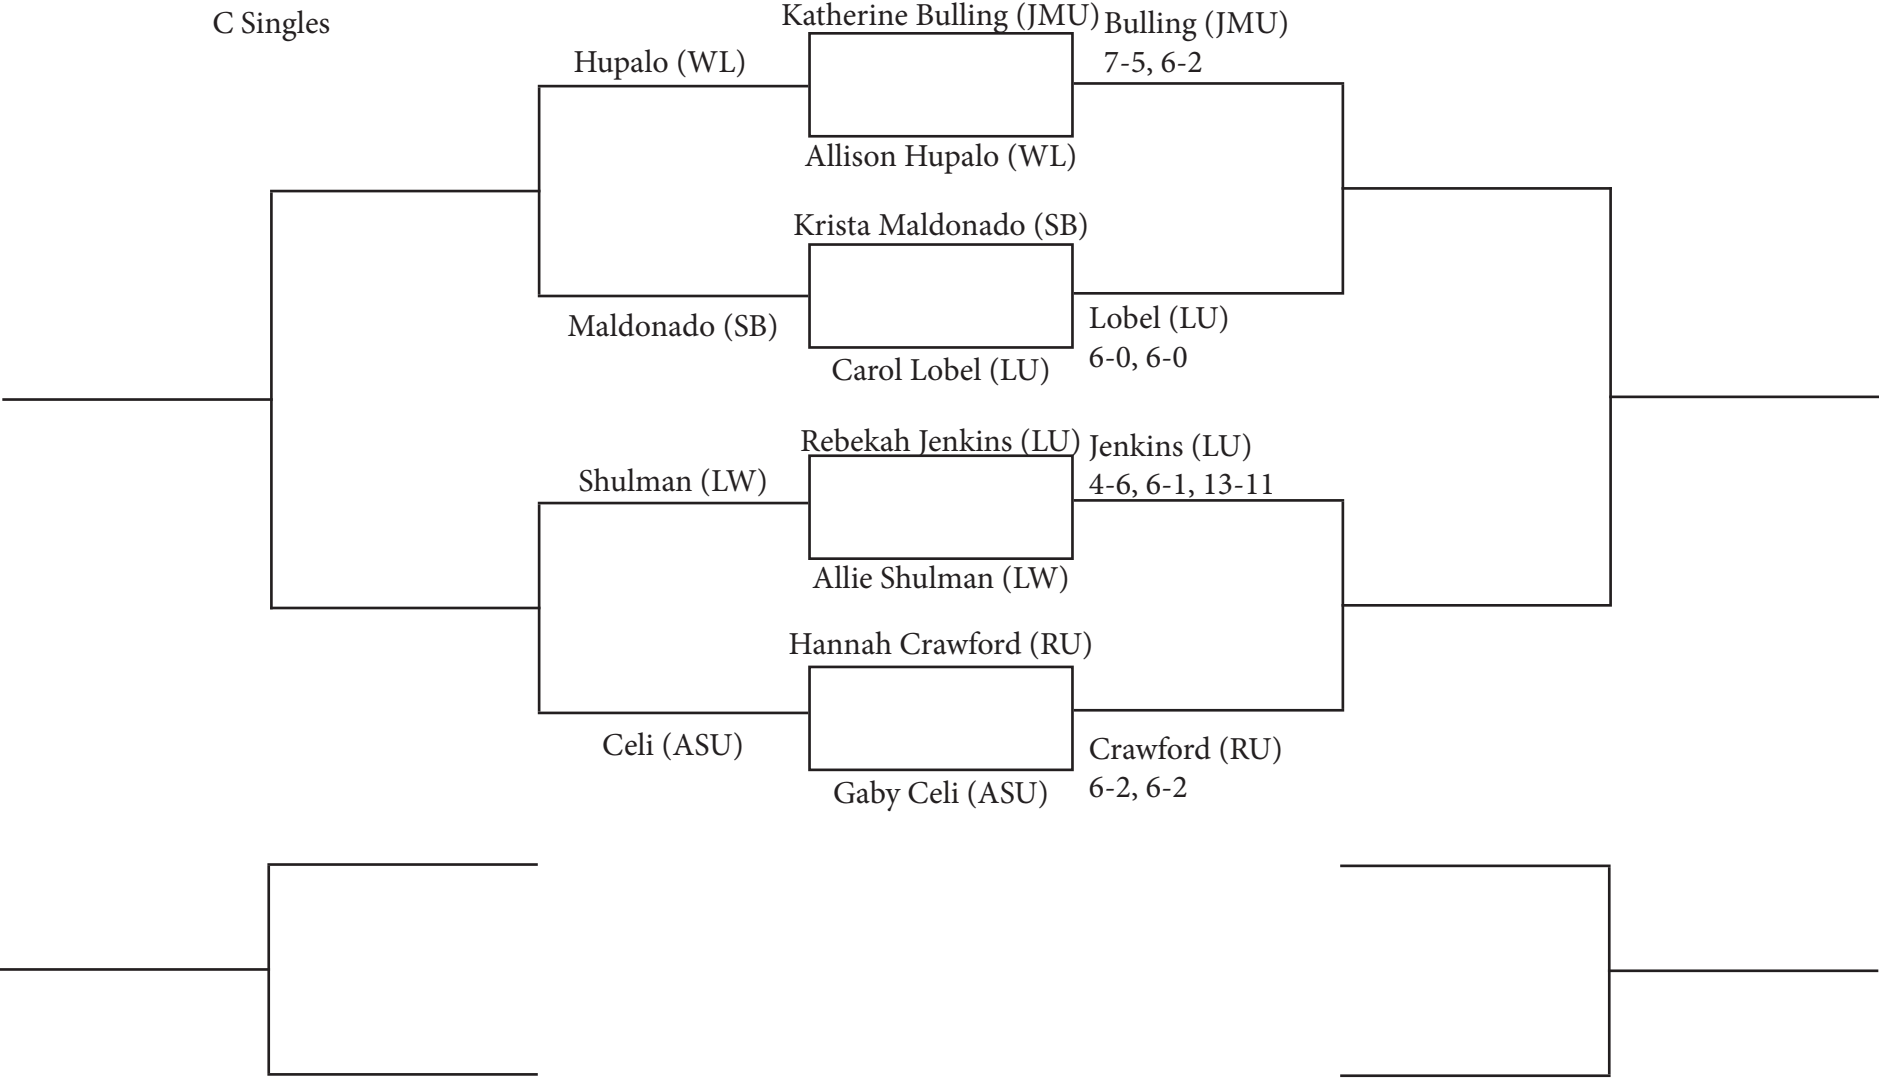 C Singles
Katherine Bulling (JMU)
Bulling (JMU)
7-5, 6-2
Hupalo (WL)
Allison Hupalo (WL)
Krista Maldonado (SB)
Maldonado (SB)
Lobel (LU)
6-0, 6-0
Carol Lobel (LU)
Rebekah Jenkins (LU)
Jenkins (LU)
4-6, 6-1, 13-11
Shulman (LW)
Allie Shulman (LW)
Hannah Crawford (RU)
Celi (ASU)
Crawford (RU)
6-2, 6-2
Gaby Celi (ASU)